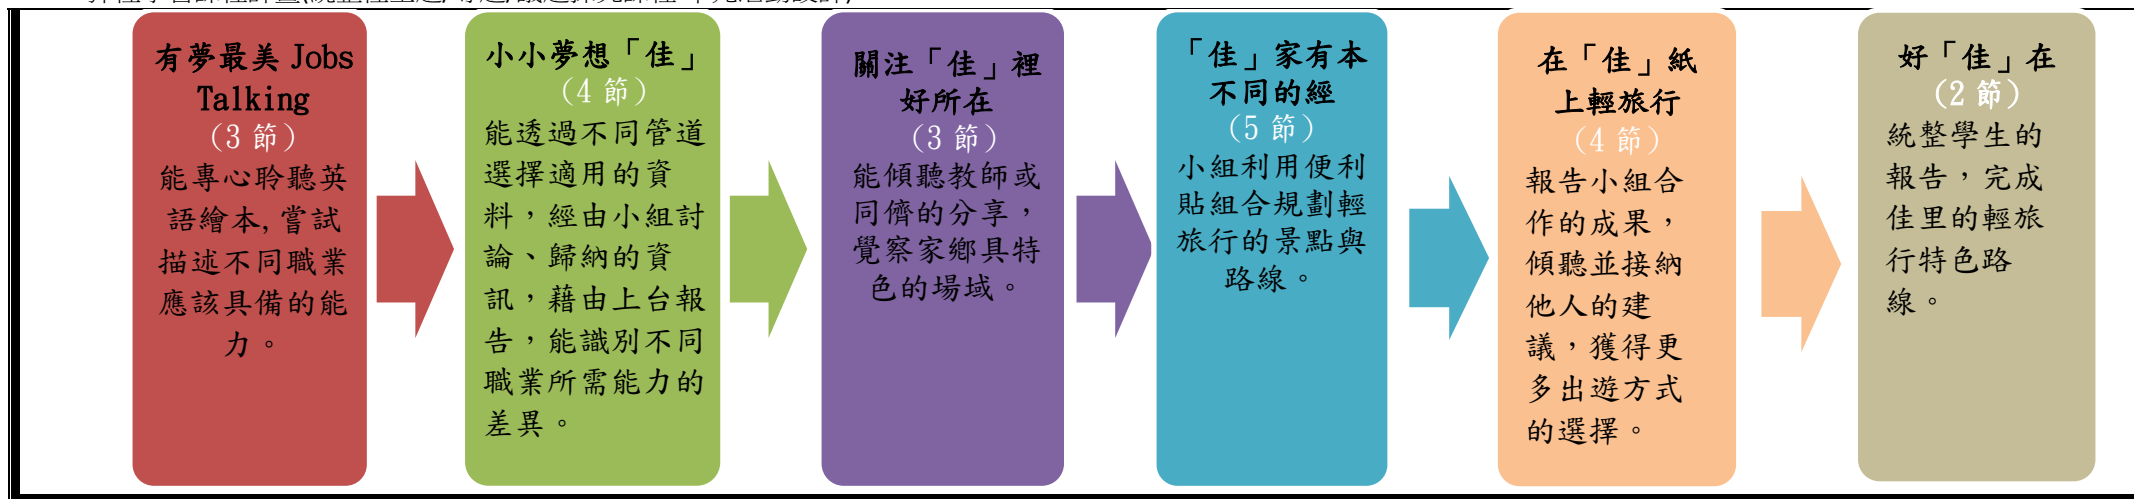 有夢最美 Jobs
Talking
（3 節）
能專心聆聽英
語繪本,嘗試
描述不同職業
應該具備的能
力。
小小夢想「佳」
（4 節）
能透過不同管道
選擇適用的資
料，經由小組討
論、歸納的資
訊，藉由上台報
告，能識別不同
職業所需能力的
差異。
關注「佳」裡
好所在
（3 節）
能傾聽教師或
同儕的分享，
覺察家鄉具特
色的場域。
「佳」家有本
不同的經
（5 節）
小組利用便利
貼組合規劃輕
旅行的景點與
路線。
在「佳」紙
上輕旅行
（4 節）
報告小組合
作的成果，
傾聽並接納
他人的建
議，獲得更
多出遊方式
的選擇。
好「佳」在
（2 節）
統整學生的
報告，完成
佳里的輕旅
行特色路
線。